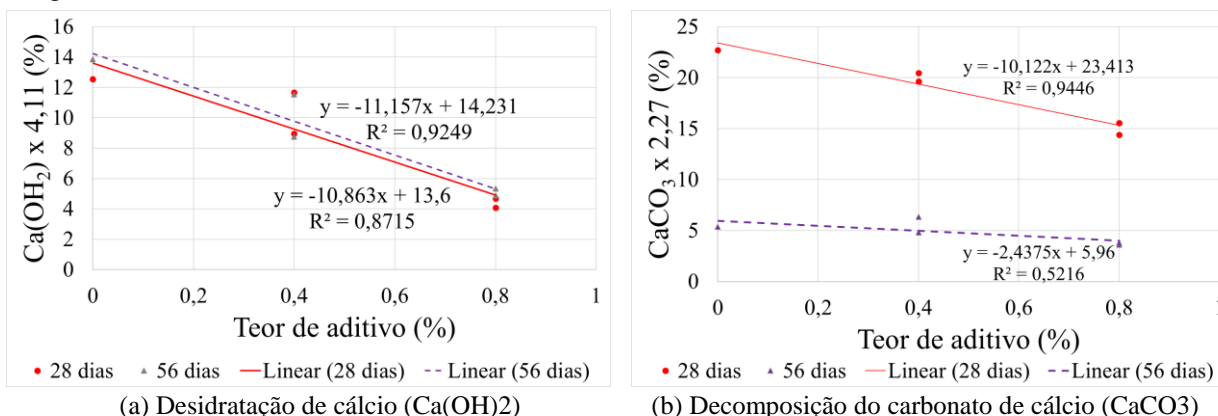 Ca(OH₂) x 4,11 (%)
16
14
12
10
8
6
4
2
0
y = -11,157x + 14,231
R² = 0,9249
y = -10,863x + 13,6
R² = 0,8715
0 0,2 0,4 0,6 0,8 1
Teor de aditivo (%)
28 dias 56 dias Linear (28 dias) Linear (56 dias)
(a) Desidratação de cálcio (Ca(OH)2)
CaCO₃ x 2,27 (%)
25
20
15
10
5
0
y = -10,122x + 23,413
R² = 0,9446
y = -2,4375x + 5,96
R² = 0,5216
0 0,2 0,4 0,6 0,8 1
Teor de aditivo (%)
28 dias 56 dias Linear (28 dias) Linear (56 dias)
(b) Decomposição do carbonato de cálcio (CaCO3)